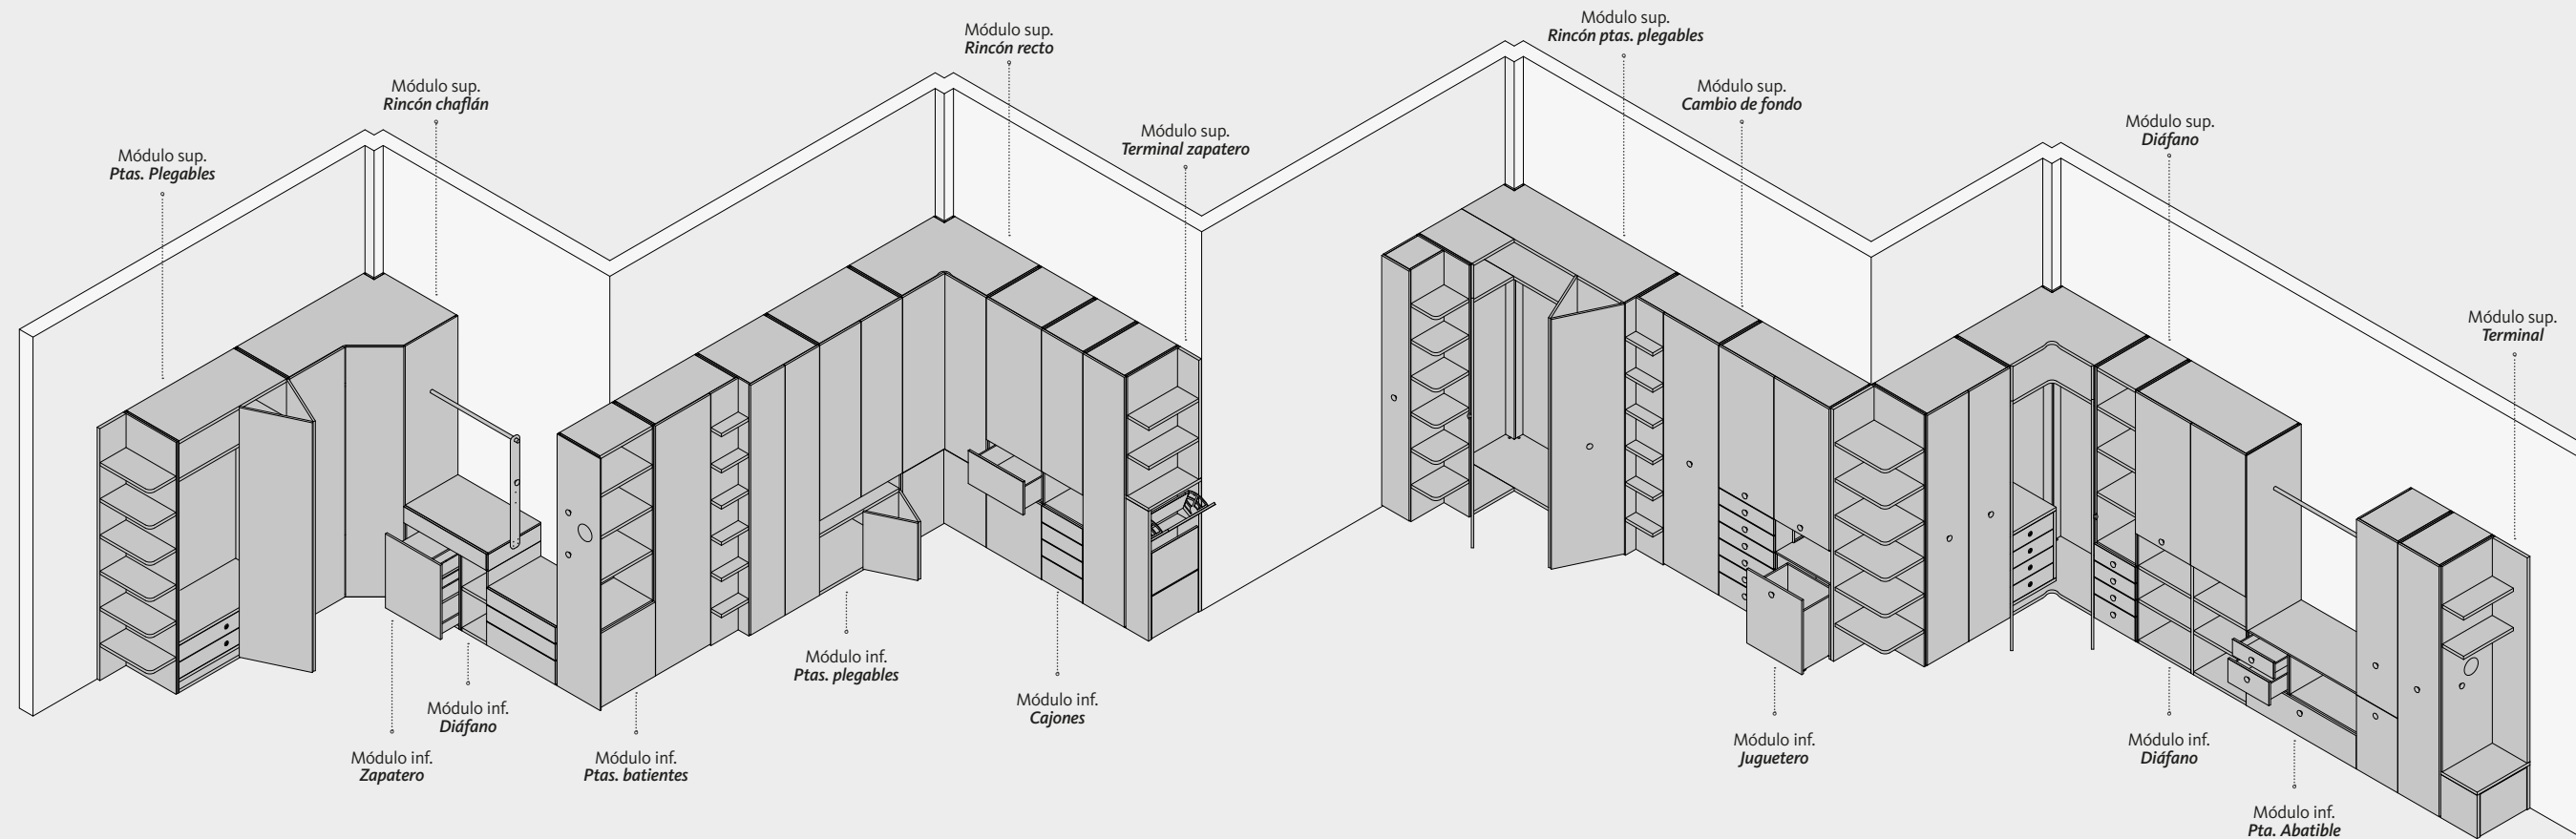 Módulo sup.
Ptas. Plegables
Módulo sup.
Rincón chaflán
Módulo sup.
Rincón recto
Módulo sup.
Terminal zapatero
Módulo sup.
Rincón ptas. plegables
Módulo sup.
Cambio de fondo
Módulo sup.
Diáfano
Módulo sup.
Terminal
Módulo inf.
Zapatero
Módulo inf.
Diáfano
Módulo inf.
Ptas. batientes
Módulo inf.
Ptas. plegables
Módulo inf.
Cajones
Módulo inf.
Juguetero
Módulo inf.
Diáfano
Módulo inf.
Pta. Abatible